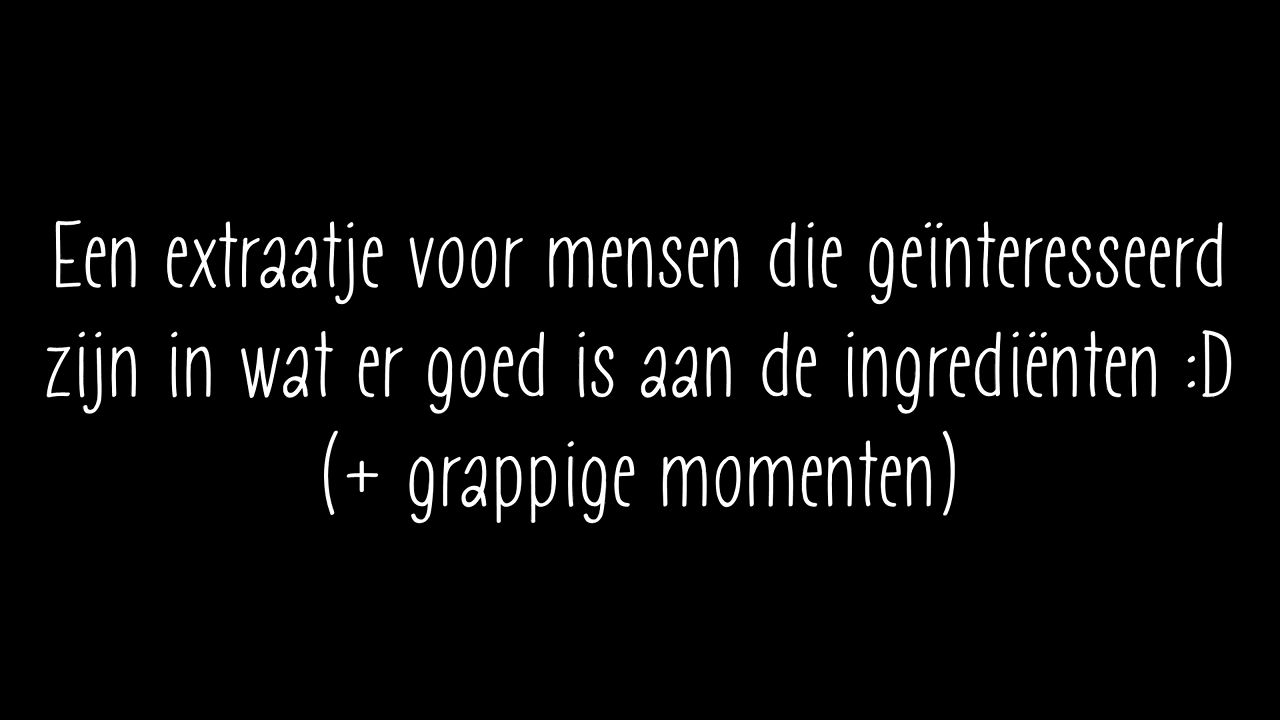 Een extraatje voor mensen die geïnteresseerd
zijn in wat er goed is aan de ingrediënten :D
(+ grappige momenten)